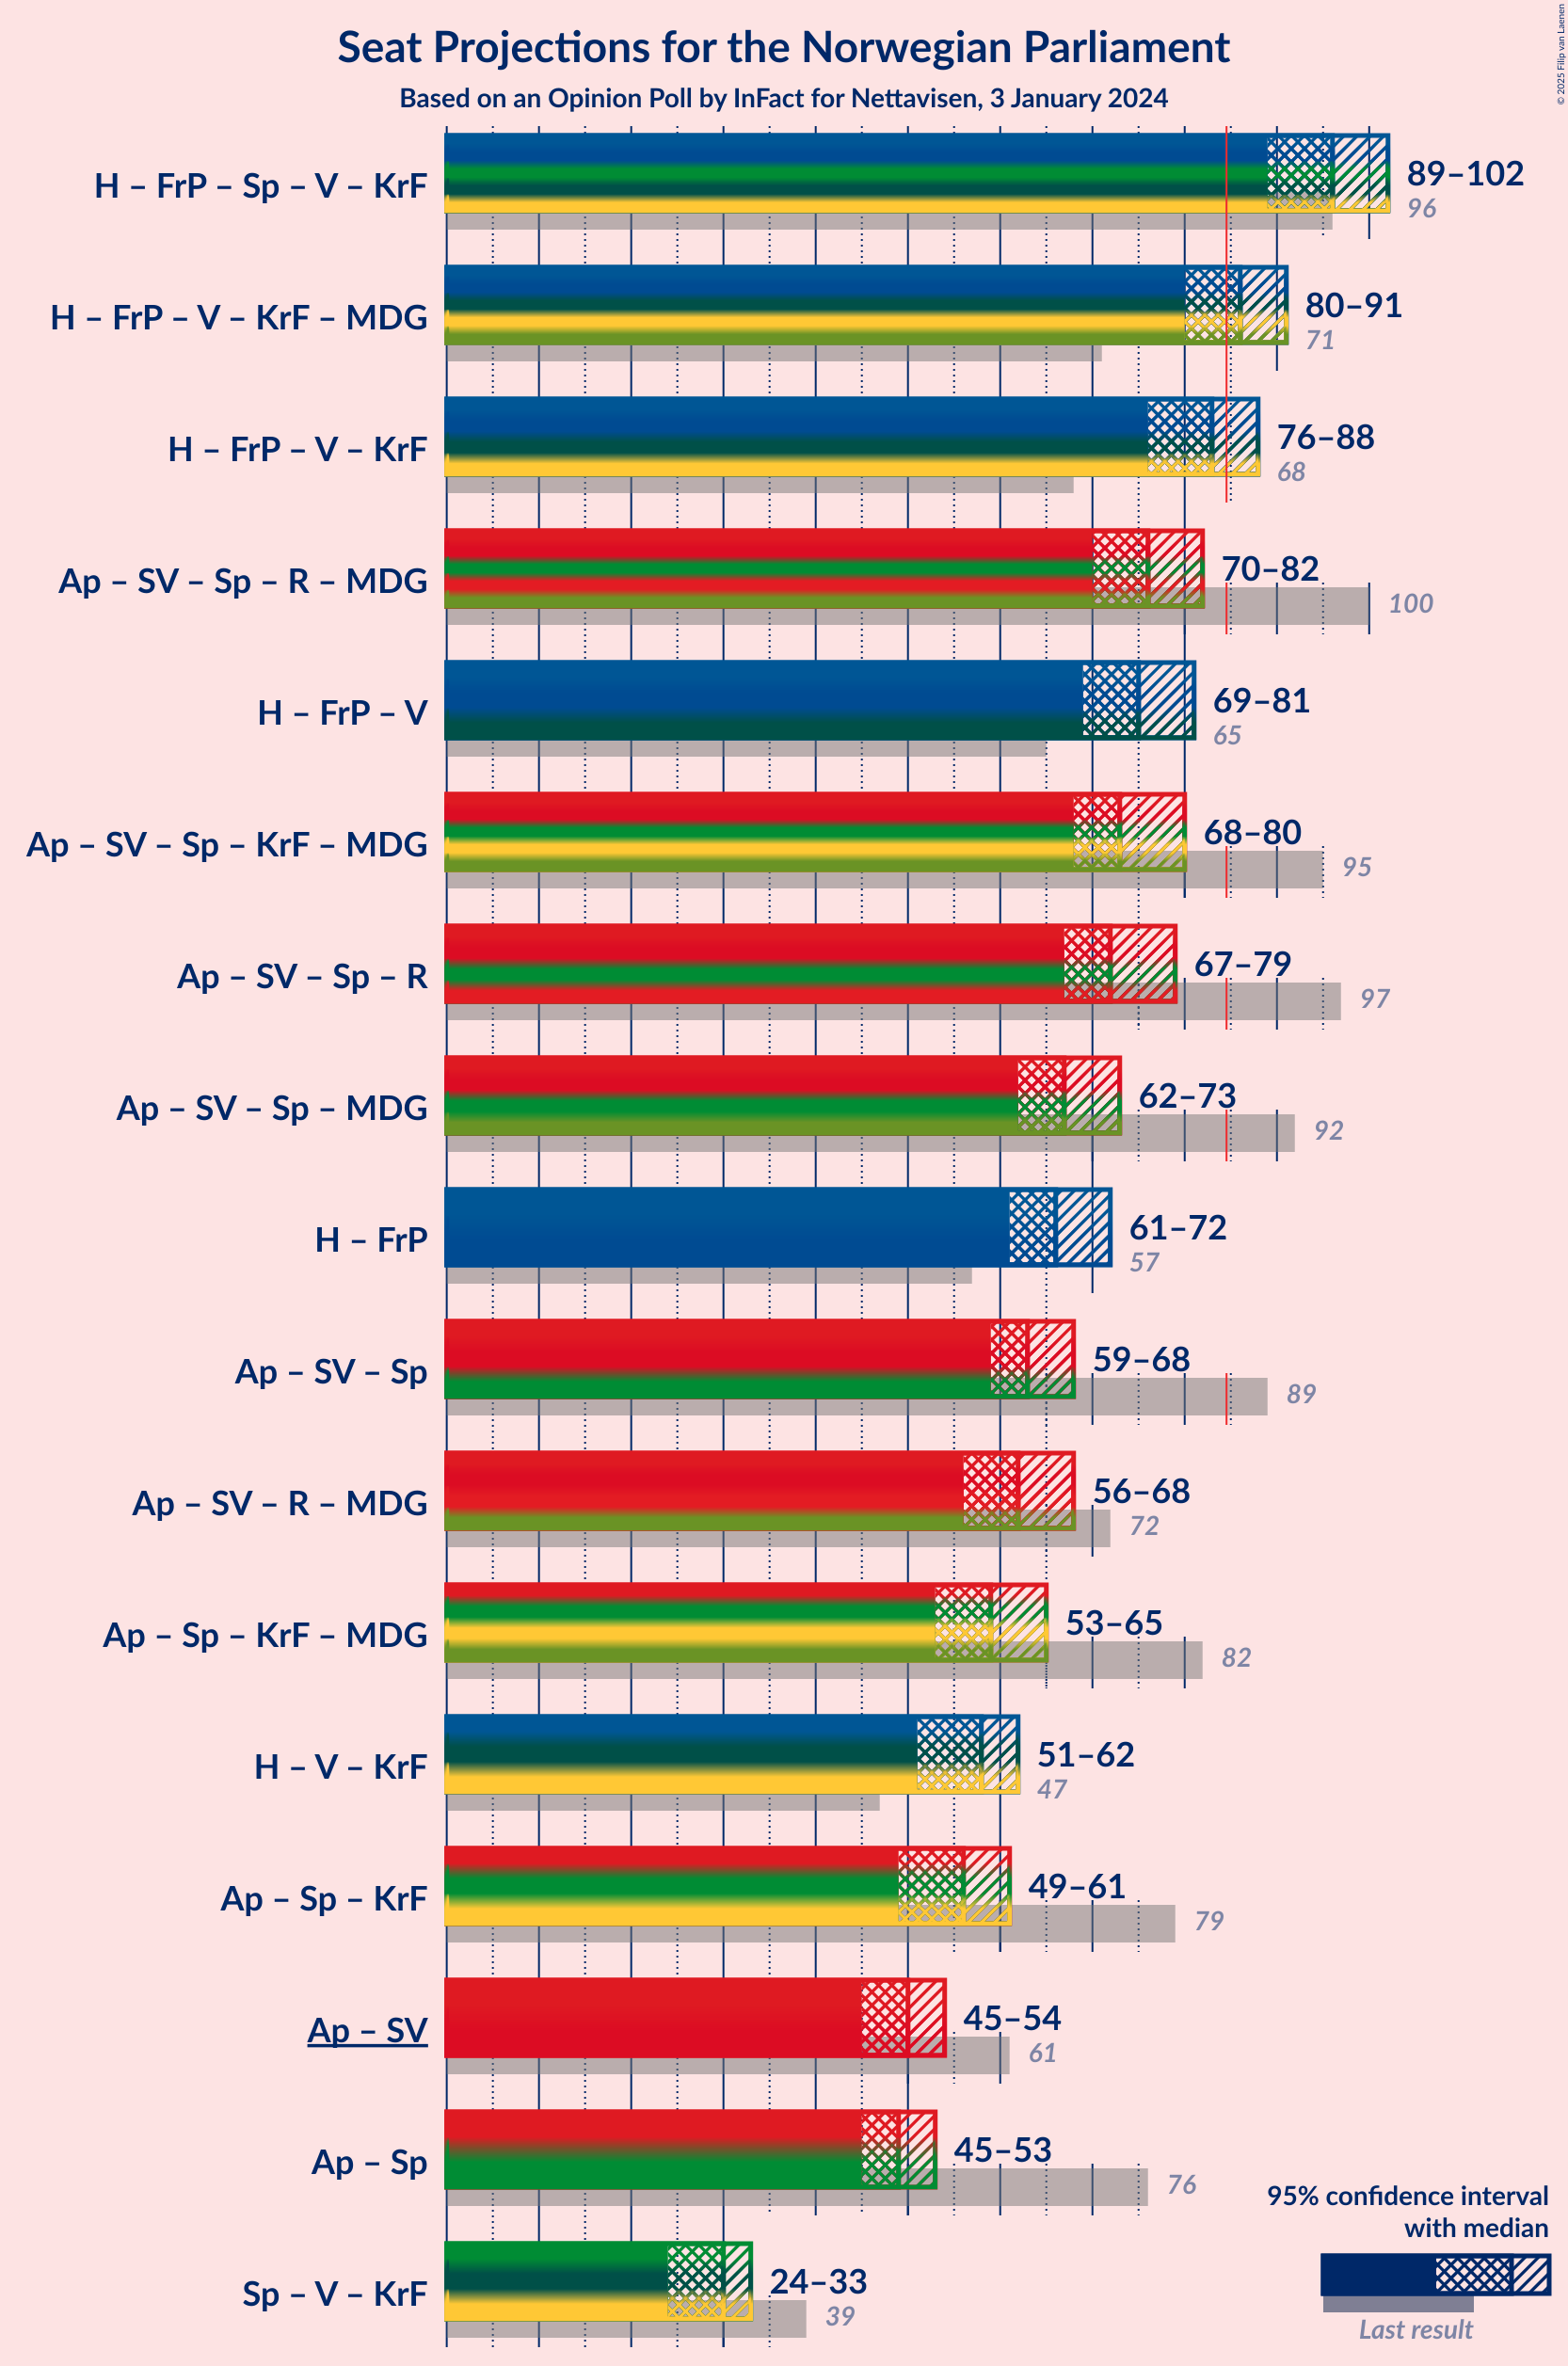 © 2025 Filip van Laenen
Seat Projections for the Norwegian Parliament
Based on an Opinion Poll by InFact for Nettavisen, 3 January 2024
H – FrP – Sp – V – KrF
89–102
96
H – FrP – V – KrF – MDG
80–91
71
H – FrP – V – KrF
76–88
68
Ap – SV – Sp – R – MDG
70–82
100
H – FrP – V
69–81
65
Ap – SV – Sp – KrF – MDG
68–80
95
Ap – SV – Sp – R
67–79
97
Ap – SV – Sp – MDG
62–73
92
H – FrP
61–72
57
Ap – SV – Sp
59–68
89
Ap – SV – R – MDG
56–68
72
Ap – Sp – KrF – MDG
53–65
82
H – V – KrF
51–62
47
Ap – Sp – KrF
49–61
79
Ap – SV
45–54
61
Ap – Sp
45–53
76
Sp – V – KrF
24–33
39
95% confidence interval
with median
Last result